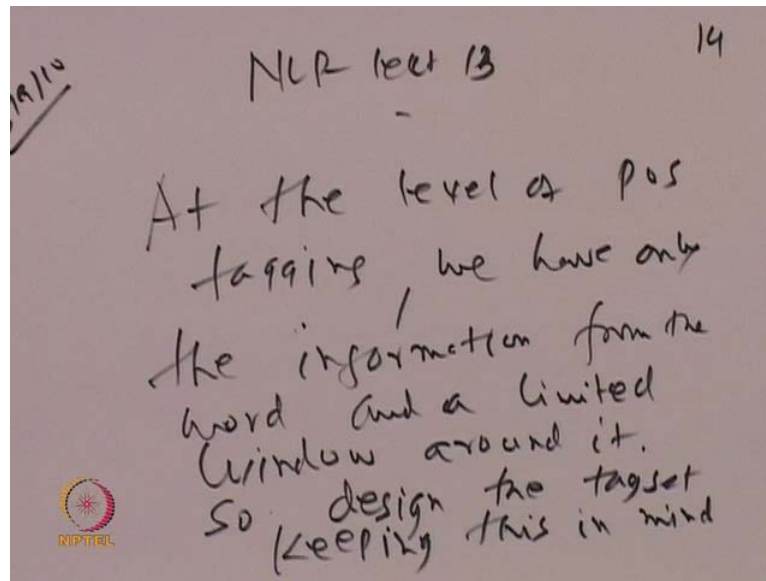 14
NLP lect 13
At the level of POS
tagging, we have only
the information from the
word and a limited
window around it.
So design the tagset
keeping this in mind
NPTEL